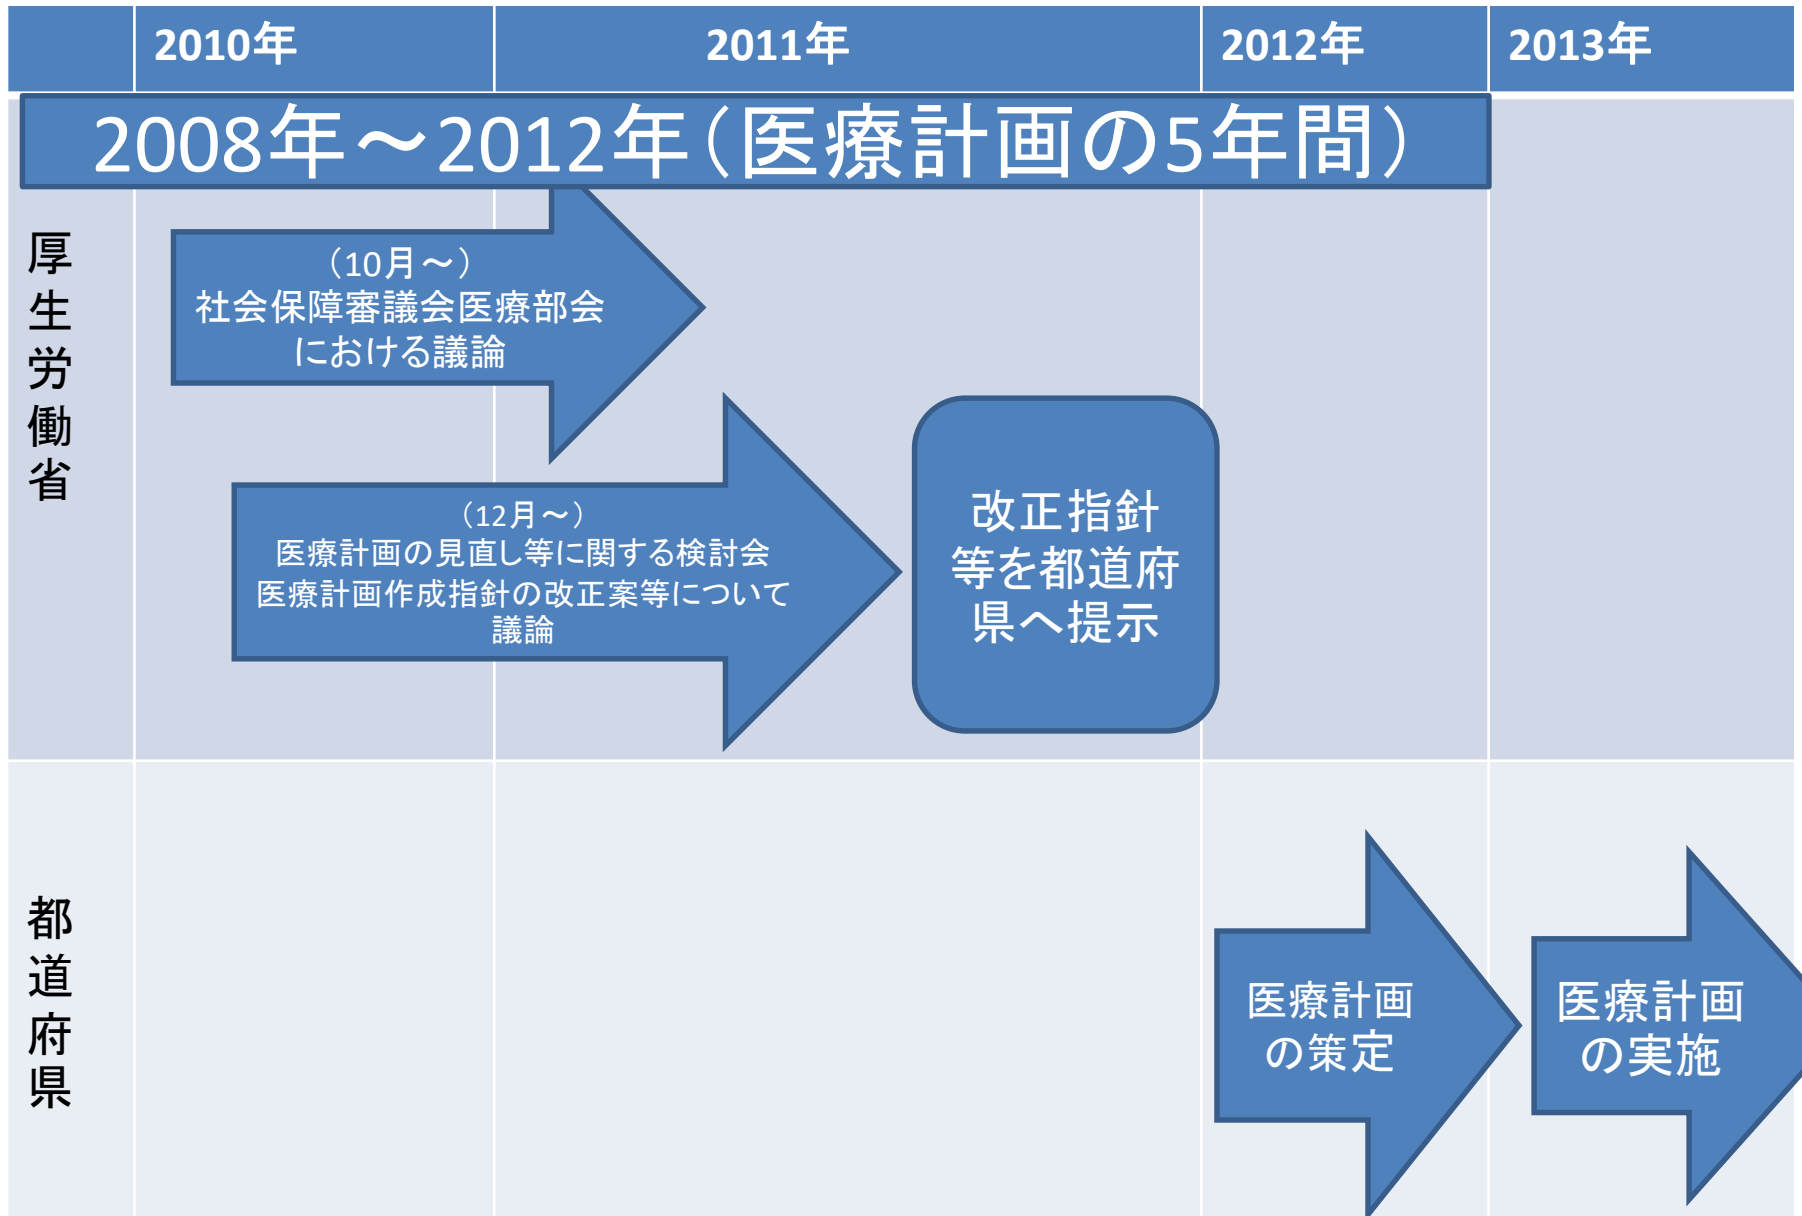 2010年
2011年
2012年
2013年
2008年～2012年（医療計画の5年間）
厚生労働省
（10月～）
社会保障審議会医療部会
における議論
（12月～）
医療計画の見直し等に関する検討会
医療計画作成指針の改正案等について
議論
改正指針
等を都道府
県へ提示
都道府県
医療計画
の策定
医療計画
の実施